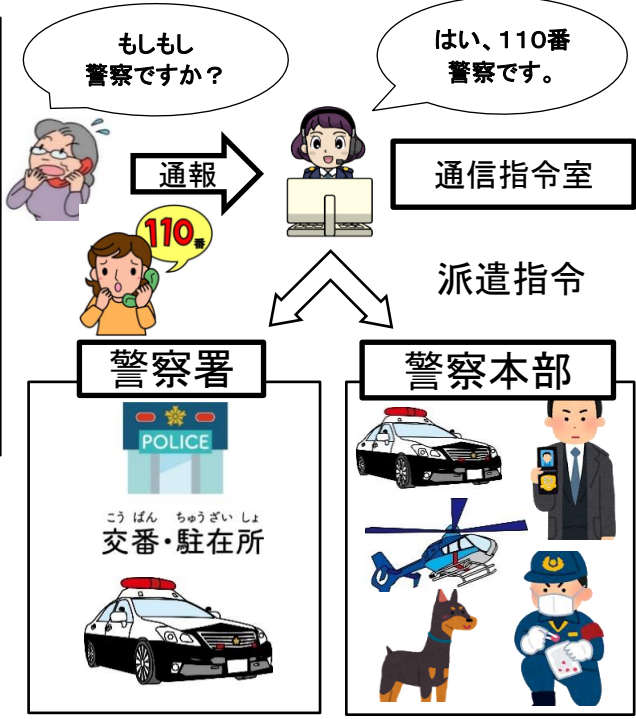 もしもし
警察ですか？
はい、１１０番
警察です。
通報
通信指令室
110番
派遣指令
警察署
警察本部
POLICE
こう ばん ちゅう ざい しょ
交番・駐在所